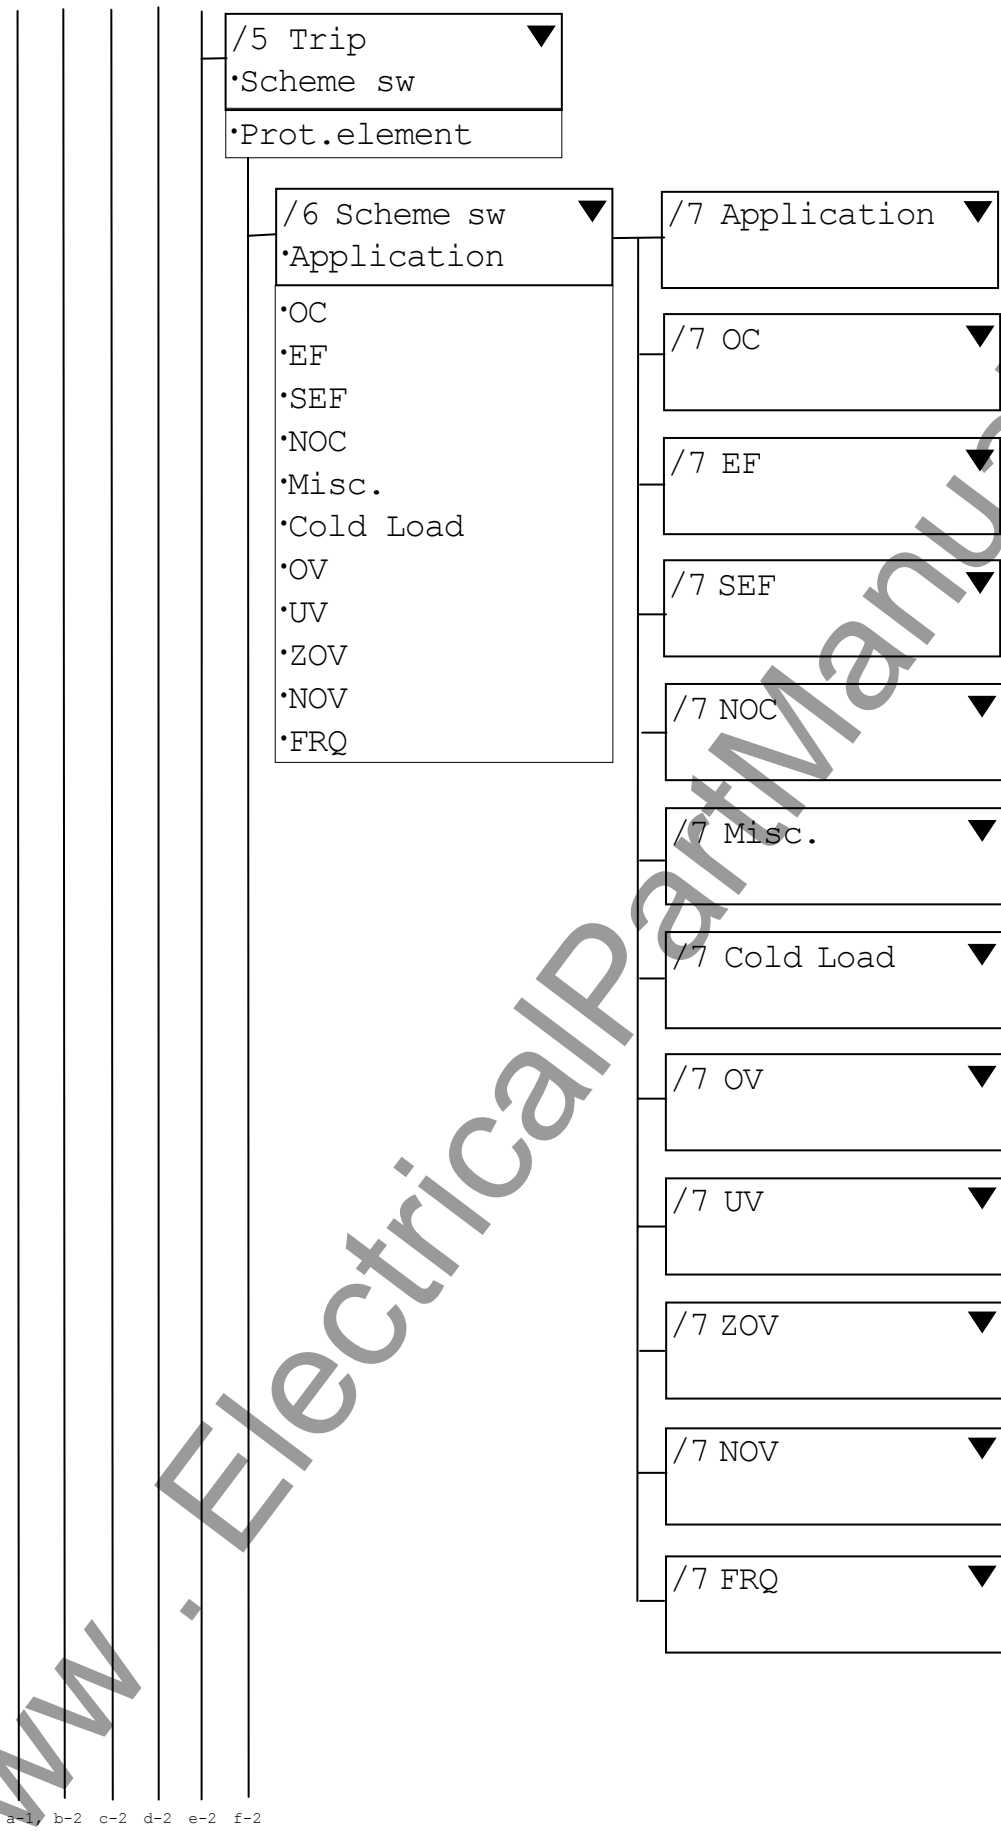 /5 Trip ▼
·Scheme sw
·Prot.element
/6 Scheme sw ▼
·Application
·OC
·EF
·SEF
·NOC
·Misc.
·Cold Load
·OV
·UV
·ZOV
·NOV
·FRQ
/7 Application ▼
/7 OC ▼
/7 EF ▼
/7 SEF ▼
/7 NOC ▼
/7 Misc. ▼
/7 Cold Load ▼
/7 OV ▼
/7 UV ▼
/7 ZOV ▼
/7 NOV ▼
/7 FRQ ▼
a-1, b-2 c-2 d-2 e-2 f-2
ww . ElectricalPartManu